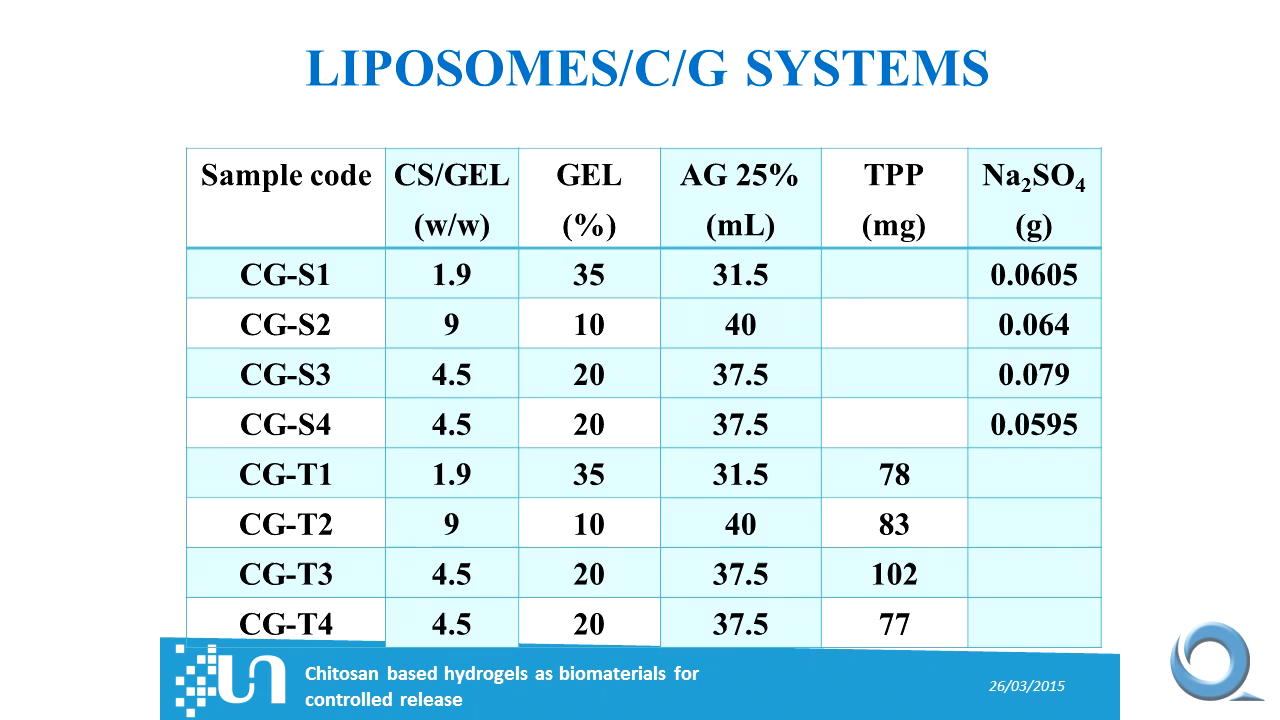 LIPOSOMES/C/G SYSTEMS
Sample code CS/GEL (w/w) GEL (%) AG 25% (mL) TPP (mg) Na₂SO₄ (g)
CG-S1 1.9 35 31.5 0.0605
CG-S2 9 10 40 0.064
CG-S3 4.5 20 37.5 0.079
CG-S4 4.5 20 37.5 0.0595
CG-T1 1.9 35 31.5 78
CG-T2 9 10 40 83
CG-T3 4.5 20 37.5 102
CG-T4 4.5 20 37.5 77
Chitosan based hydrogels as biomaterials for
controlled release
26/03/2015